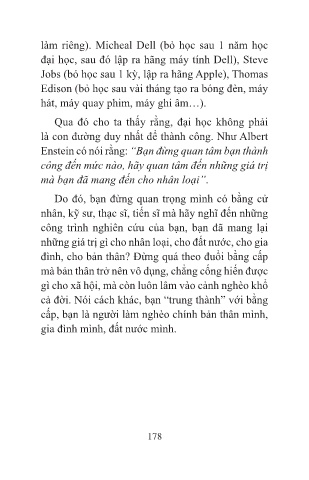 làm riêng). Micheal Dell (bỏ học sau 1 năm học
đại học, sau đó lập ra hãng máy tính Dell), Steve
Jobs (bỏ học sau 1 kỳ, lập ra hãng Apple), Thomas
Edison (bỏ học sau vài tháng tạo ra bóng đèn, máy
hát, máy quay phim, máy ghi âm…).
Qua đó cho ta thấy rằng, đại học không phải
là con đường duy nhất để thành công. Như Albert
Enstein có nói rằng: “Bạn đừng quan tâm bạn thành
công đến mức nào, hãy quan tâm đến những giá trị
mà bạn đã mang đến cho nhân loại”.
Do đó, bạn đừng quan trọng mình có bằng cử
nhân, kỹ sư, thạc sĩ, tiến sĩ mà hãy nghĩ đến những
công trình nghiên cứu của bạn, bạn đã mang lại
những giá trị gì cho nhân loại, cho đất nước, cho gia
đình, cho bản thân? Đừng quá theo đuổi bằng cấp
mà bản thân trở nên vô dụng, chẳng cống hiến được
gì cho xã hội, mà còn luôn lâm vào cảnh nghèo khổ
cả đời. Nói cách khác, bạn “trung thành” với bằng
cấp, bạn là người làm nghèo chính bản thân mình,
gia đình mình, đất nước mình.
178